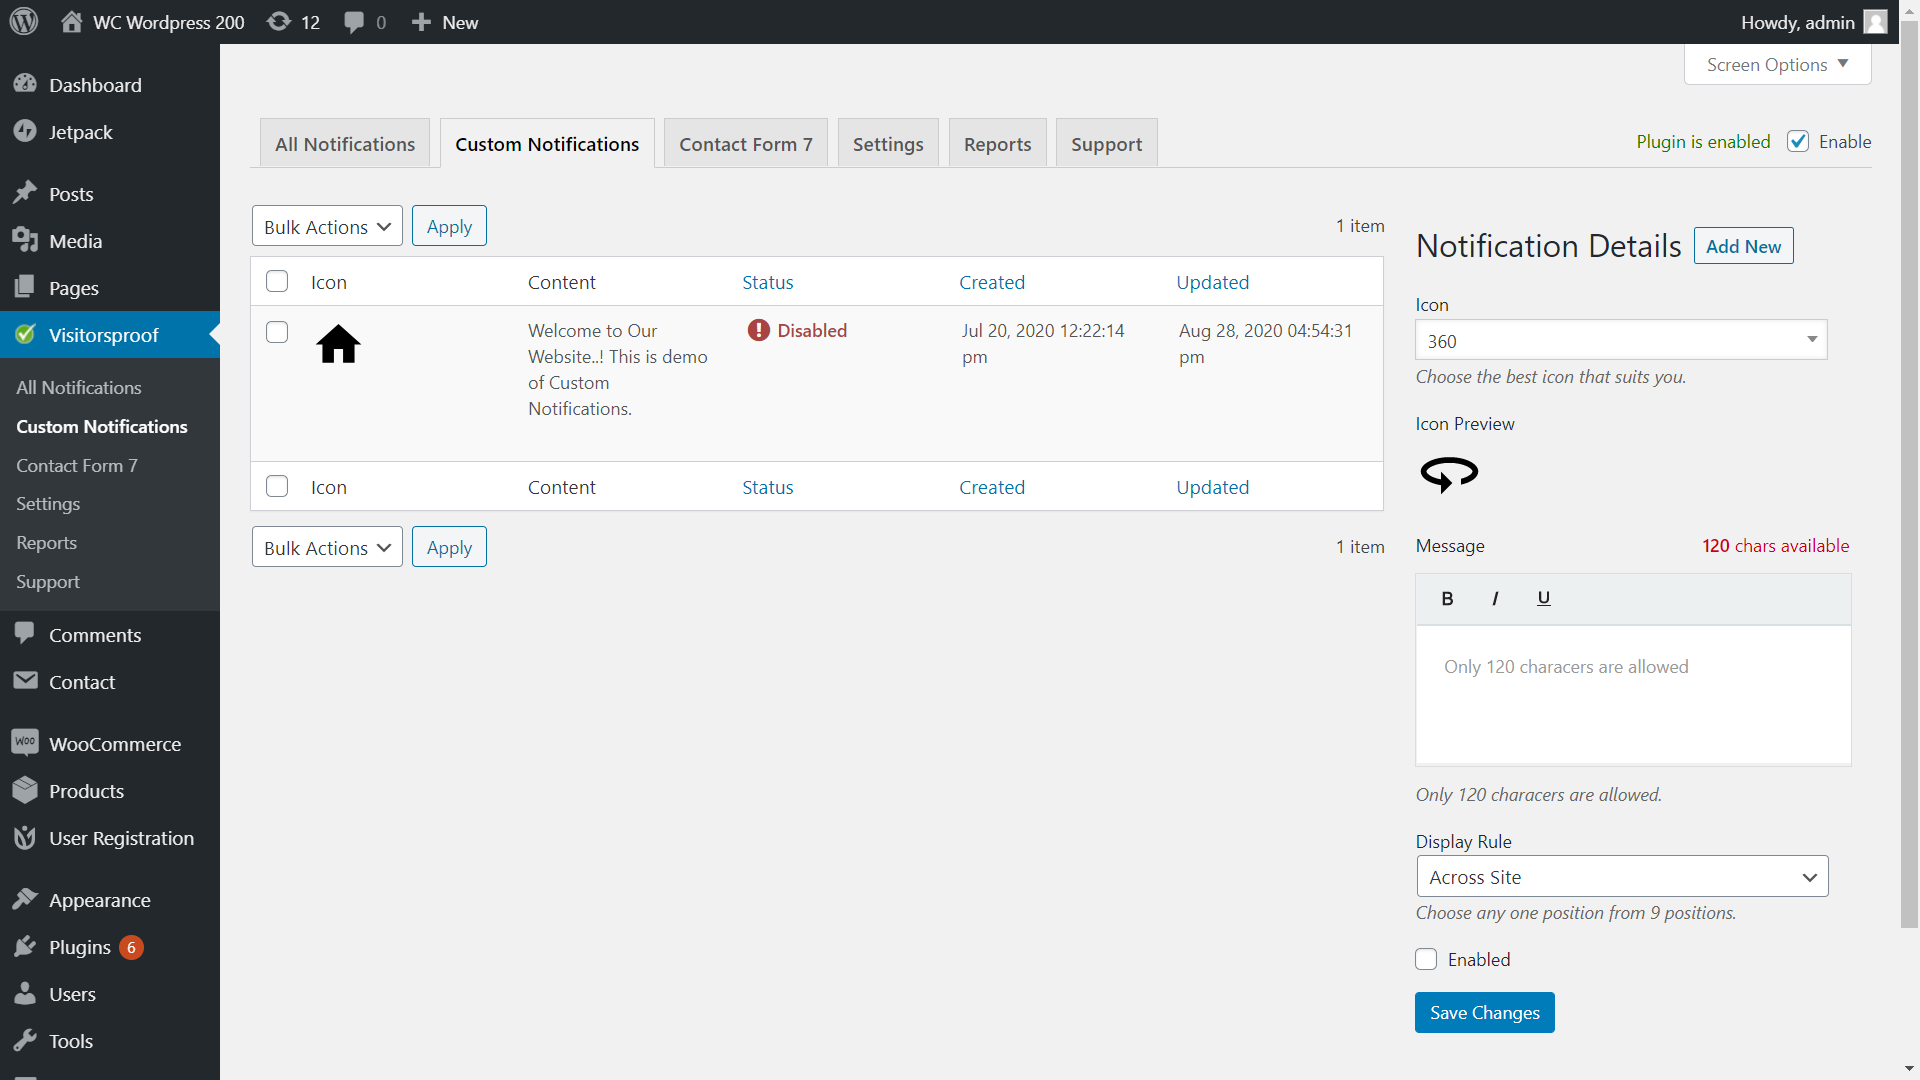 WC Wordpress 200
12
0
New
Howdy, admin
Screen Options
Dashboard
Jetpack
Posts
Media
Pages
Visitorsproof
All Notifications
Custom Notifications
Contact Form 7
Settings
Reports
Support
Comments
Contact
Woo
WooCommerce
Products
User Registration
Appearance
Plugins 6
Users
Tools
All Notifications
Custom Notifications
Contact Form 7
Settings
Reports
Support
Plugin is enabled
Enable
Bulk Actions
Apply
1 item
Icon
Content
Status
Created
Updated
Welcome to Our
Website..! This is demo
of Custom
Notifications.
Disabled
Jul 20, 2020 12:22:14
pm
Aug 28, 2020 04:54:31
pm
Icon
Content
Status
Created
Updated
Bulk Actions
Apply
1 item
Notification Details
Add New
Icon
360
Choose the best icon that suits you.
Icon Preview
Message
120 chars available
B I U
Only 120 characers are allowed
Only 120 characers are allowed.
Display Rule
Across Site
Choose any one position from 9 positions.
Enabled
Save Changes